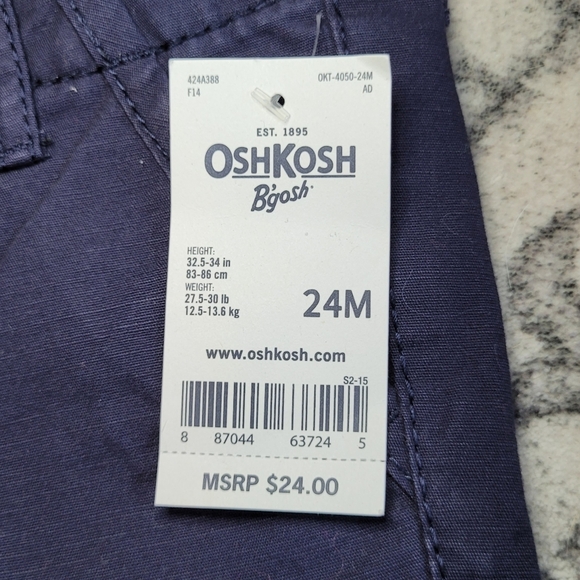 424A388 OKT-4050-24M
F14 AD
EST. 1895
OSHKOSH
B'gosh
HEIGHT:
32.5-34 in
83-86 cm
WEIGHT:
27.5-30 lb
12.5-13.6 kg
24M
www.oshkosh.com
S2-15
8 87044 63724 5
MSRP $24.00